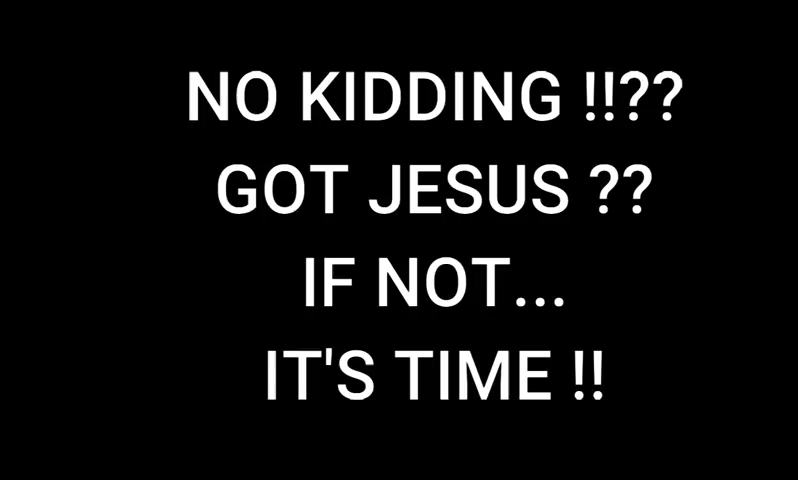 NO KIDDING !!??
GOT JESUS ??
IF NOT...
IT'S TIME !!